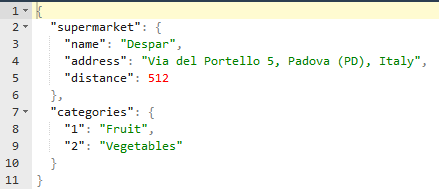 1 {
2 "supermarket": {
3 "name": "Despar",
4 "address": "Via del Portello 5, Padova (PD), Italy",
5 "distance": 512
6 },
7 "categories": {
8 "1": "Fruit",
9 "2": "Vegetables"
10 }
11 }